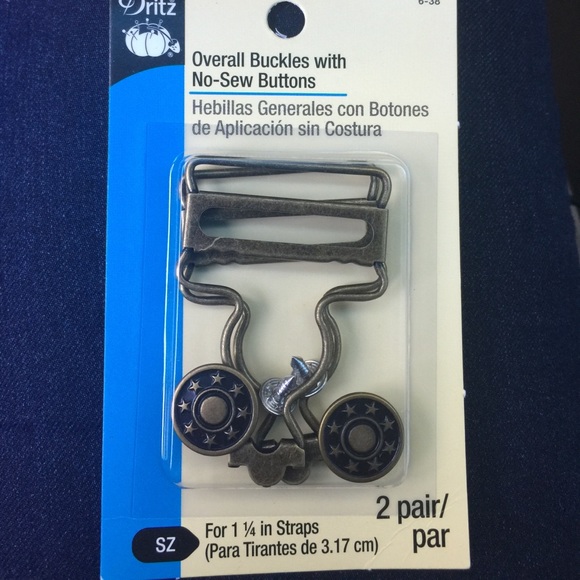 Dritz
6-38
Overall Buckles with
No-Sew Buttons
Hebillas Generales con Botones
de Aplicación sin Costura
2 pair/
par
SZ
For 1 ¼ in Straps
(Para Tirantes de 3.17 cm)